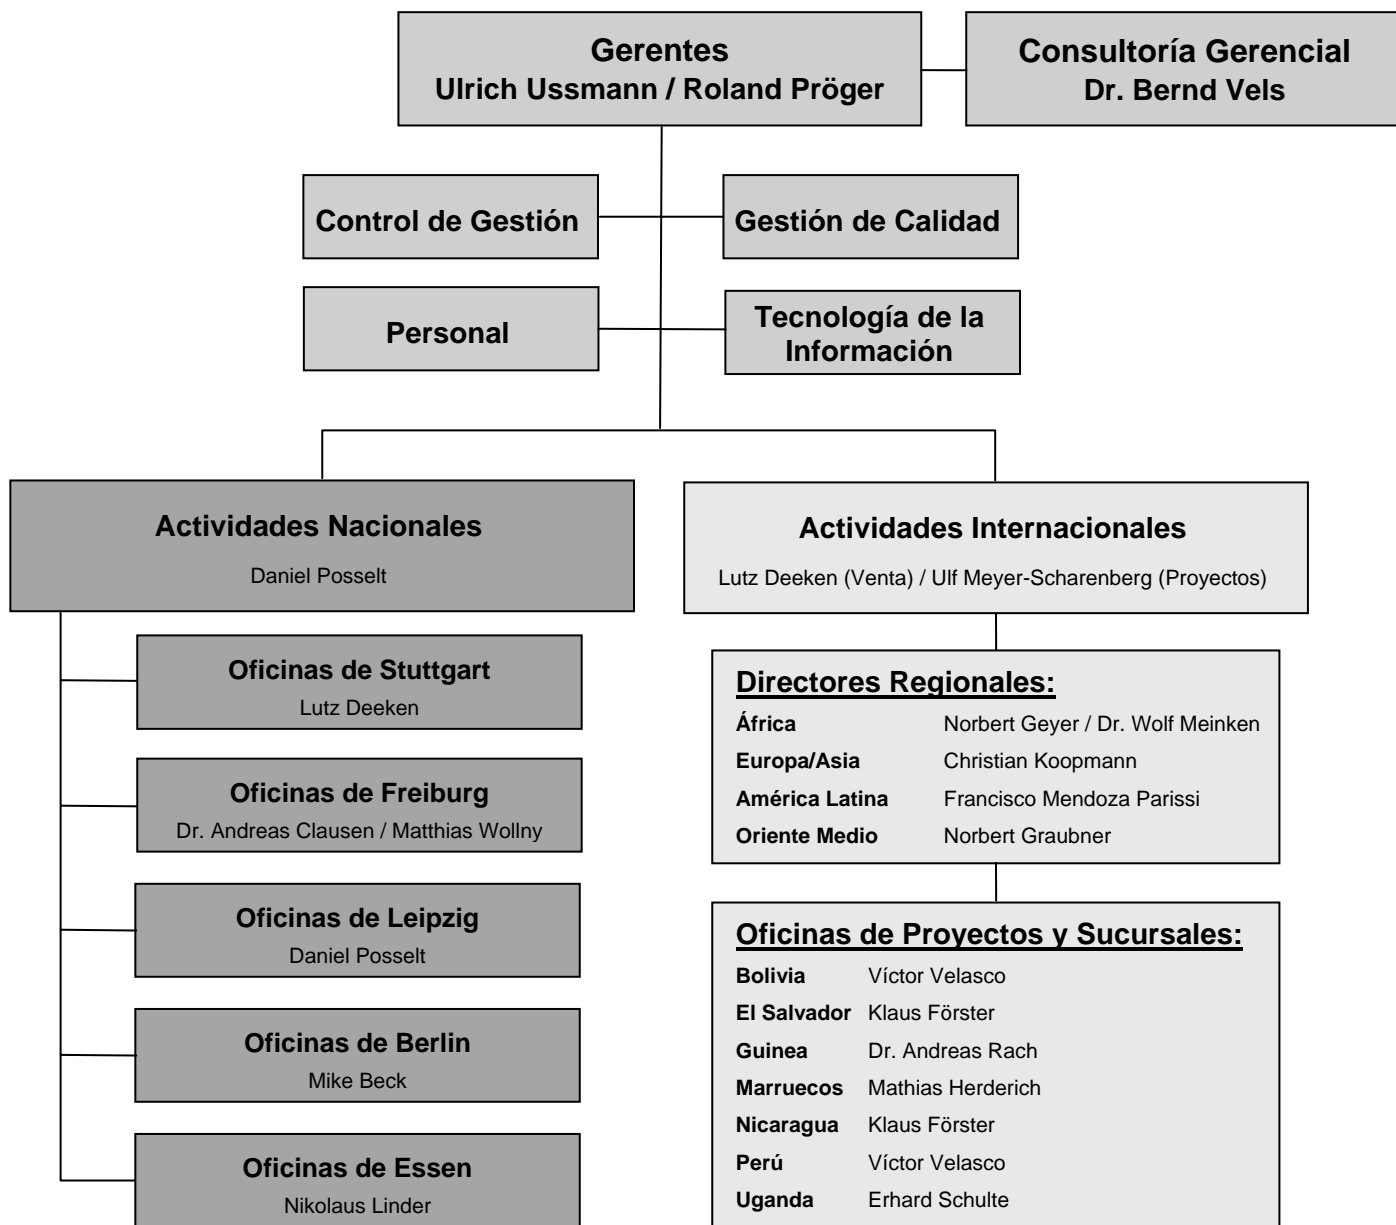 Gerentes
Ulrich Ussmann / Roland Pröger
Consultoría Gerencial
Dr. Bernd Vels
Control de Gestión
Gestión de Calidad
Personal
Tecnología de la
Información
Actividades Nacionales
Daniel Posselt
Oficinas de Stuttgart
Lutz Deeken
Oficinas de Freiburg
Dr. Andreas Clausen / Matthias Wollny
Oficinas de Leipzig
Daniel Posselt
Oficinas de Berlin
Mike Beck
Oficinas de Essen
Nikolaus Linder
Actividades Internacionales
Lutz Deeken (Venta) / Ulf Meyer-Scharenberg (Proyectos)
Directores Regionales:
África Norbert Geyer / Dr. Wolf Meinken
Europa/Asia Christian Koopmann
América Latina Francisco Mendoza Parissi
Oriente Medio Norbert Graubner
Oficinas de Proyectos y Sucursales:
Bolivia Víctor Velasco
El Salvador Klaus Förster
Guinea Dr. Andreas Rach
Marruecos Mathias Herderich
Nicaragua Klaus Förster
Perú Víctor Velasco
Uganda Erhard Schulte